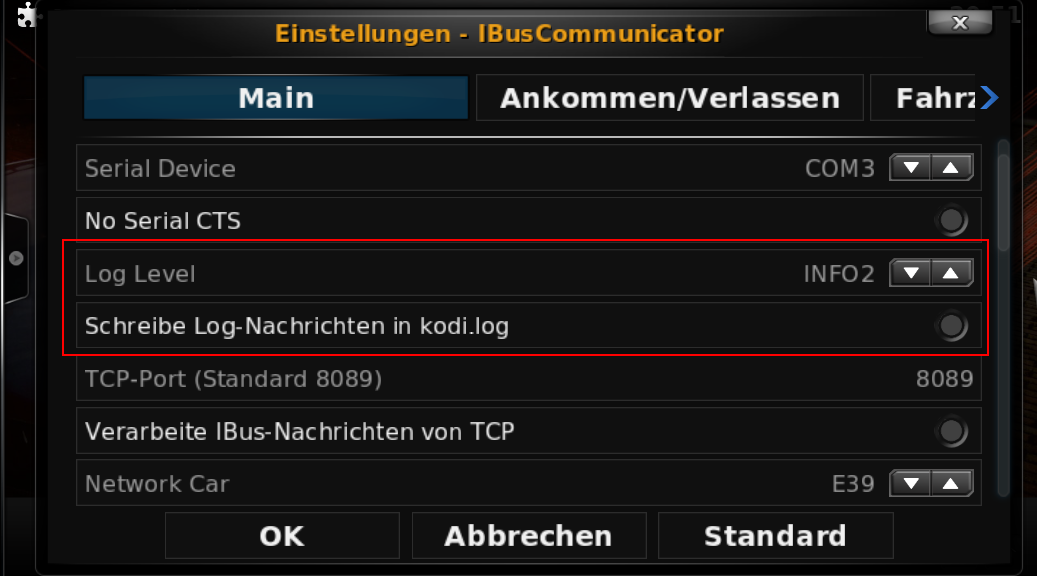 Einstellungen - IBusCommunicator
x
Main
Ankommen/Verlassen
Serial Device
COM3
No Serial CTS
Log Level
INFO2
Schreibe Log-Nachrichten in kodi.log
TCP-Port (Standard 8089)
8089
Verarbeite IBus-Nachrichten von TCP
Network Car
E39
OK
Abbrechen
Standard